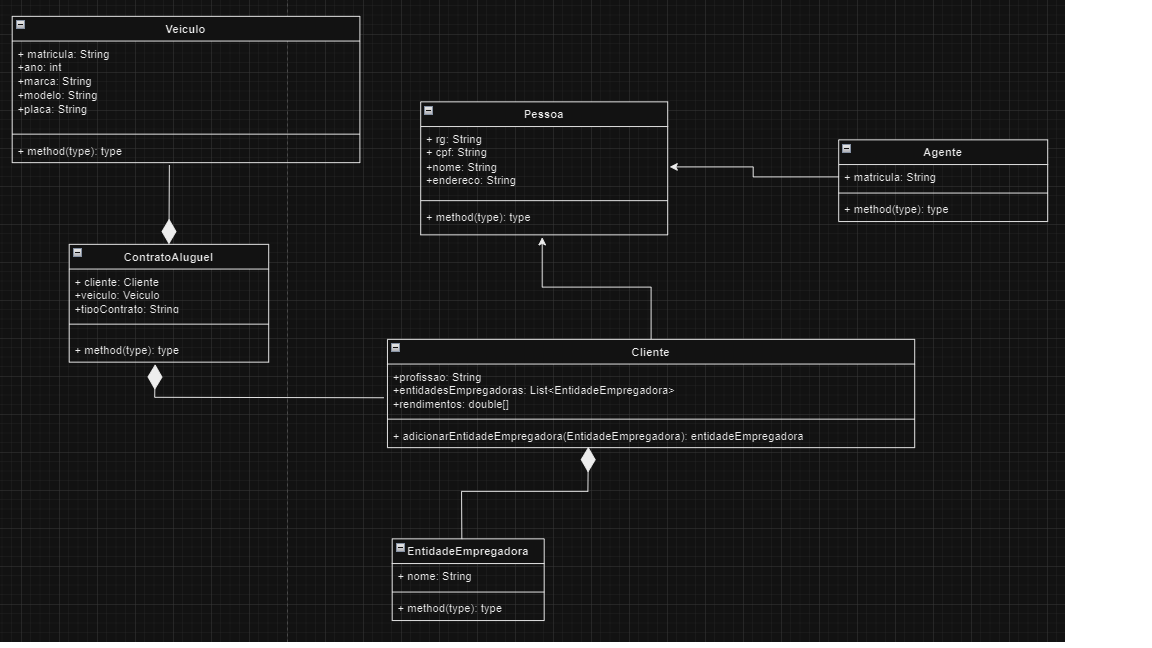 Veiculo
+ matricula: String
+ano: int
+marca: String
+modelo: String
+placa: String
+ method(type): type
Pessoa
+ rg: String
+ cpf: String
+nome: String
+endereco: String
+ method(type): type
Agente
+ matricula: String
+ method(type): type
ContratoAluguel
+ cliente: Cliente
+veiculo: Veiculo
+tipoContrato: String
+ method(type): type
Cliente
+profissao: String
+entidadesEmpregadoras: List<EntidadeEmpregadora>
+rendimentos: double[]
+ adicionarEntidadeEmpregadora(EntidadeEmpregadora): entidadeEmpregadora
EntidadeEmpregadora
+ nome: String
+ method(type): type